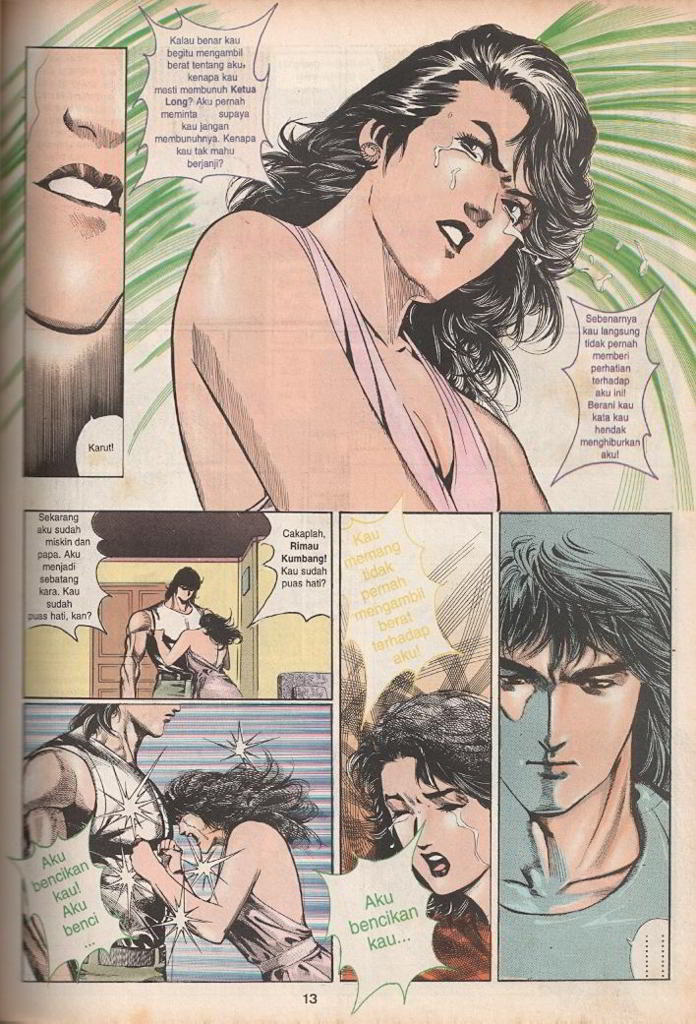 Kalau benar kau
begitu mengambil
berat tentang aku,
kenapa kau
mesti membunuh Ketua
Long? Aku pernah
meminta supaya
kau jangan
membunuhnya. Kenapa
kau tak mahu
berjanji?
Karut!
Sebenarnya
kau langsung
tidak pernah
memberi
perhatian
terhadap
aku ini!
Berani kau
kata kau
hendak
menghiburkan
aku!
Sekarang
aku sudah
miskin dan
papa. Aku
menjadi
sebatang
kara. Kau
sudah
puas hati, kan?
Cakaplah,
Rimau
Kumbang!
Kau sudah
puas hati?
Aku
bencikan
kau!
Aku
benci
...
Kau
memang
tidak
pernah
mengambil
berat
terhadap
aku!
Aku
bencikan
kau...
..........
13